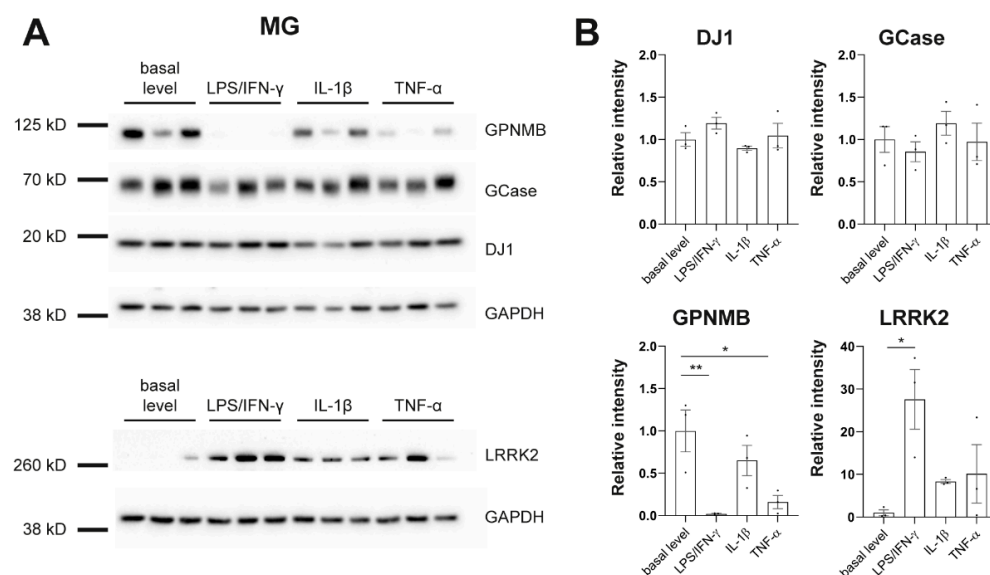 A
MG
basal level
LPS/IFN-γ
IL-1β
TNF-α
125 kD
GPNMB
70 kD
GCase
20 kD
DJ1
38 kD
GAPDH
basal level
LPS/IFN-γ
IL-1β
TNF-α
260 kD
LRRK2
38 kD
GAPDH
B
DJ1
Relative intensity
2.0
1.5
1.0
0.5
0.0
basal level
LPS/IFN-γ
IL-1β
TNF-α
GCase
Relative intensity
2.0
1.5
1.0
0.5
0.0
basal level
LPS/IFN-γ
IL-1β
TNF-α
GPNMB
Relative intensity
2.0
1.5
1.0
0.5
0.0
*
**
basal level
LPS/IFN-γ
IL-1β
TNF-α
LRRK2
Relative intensity
40
30
20
10
0
*
basal level
LPS/IFN-γ
IL-1β
TNF-α